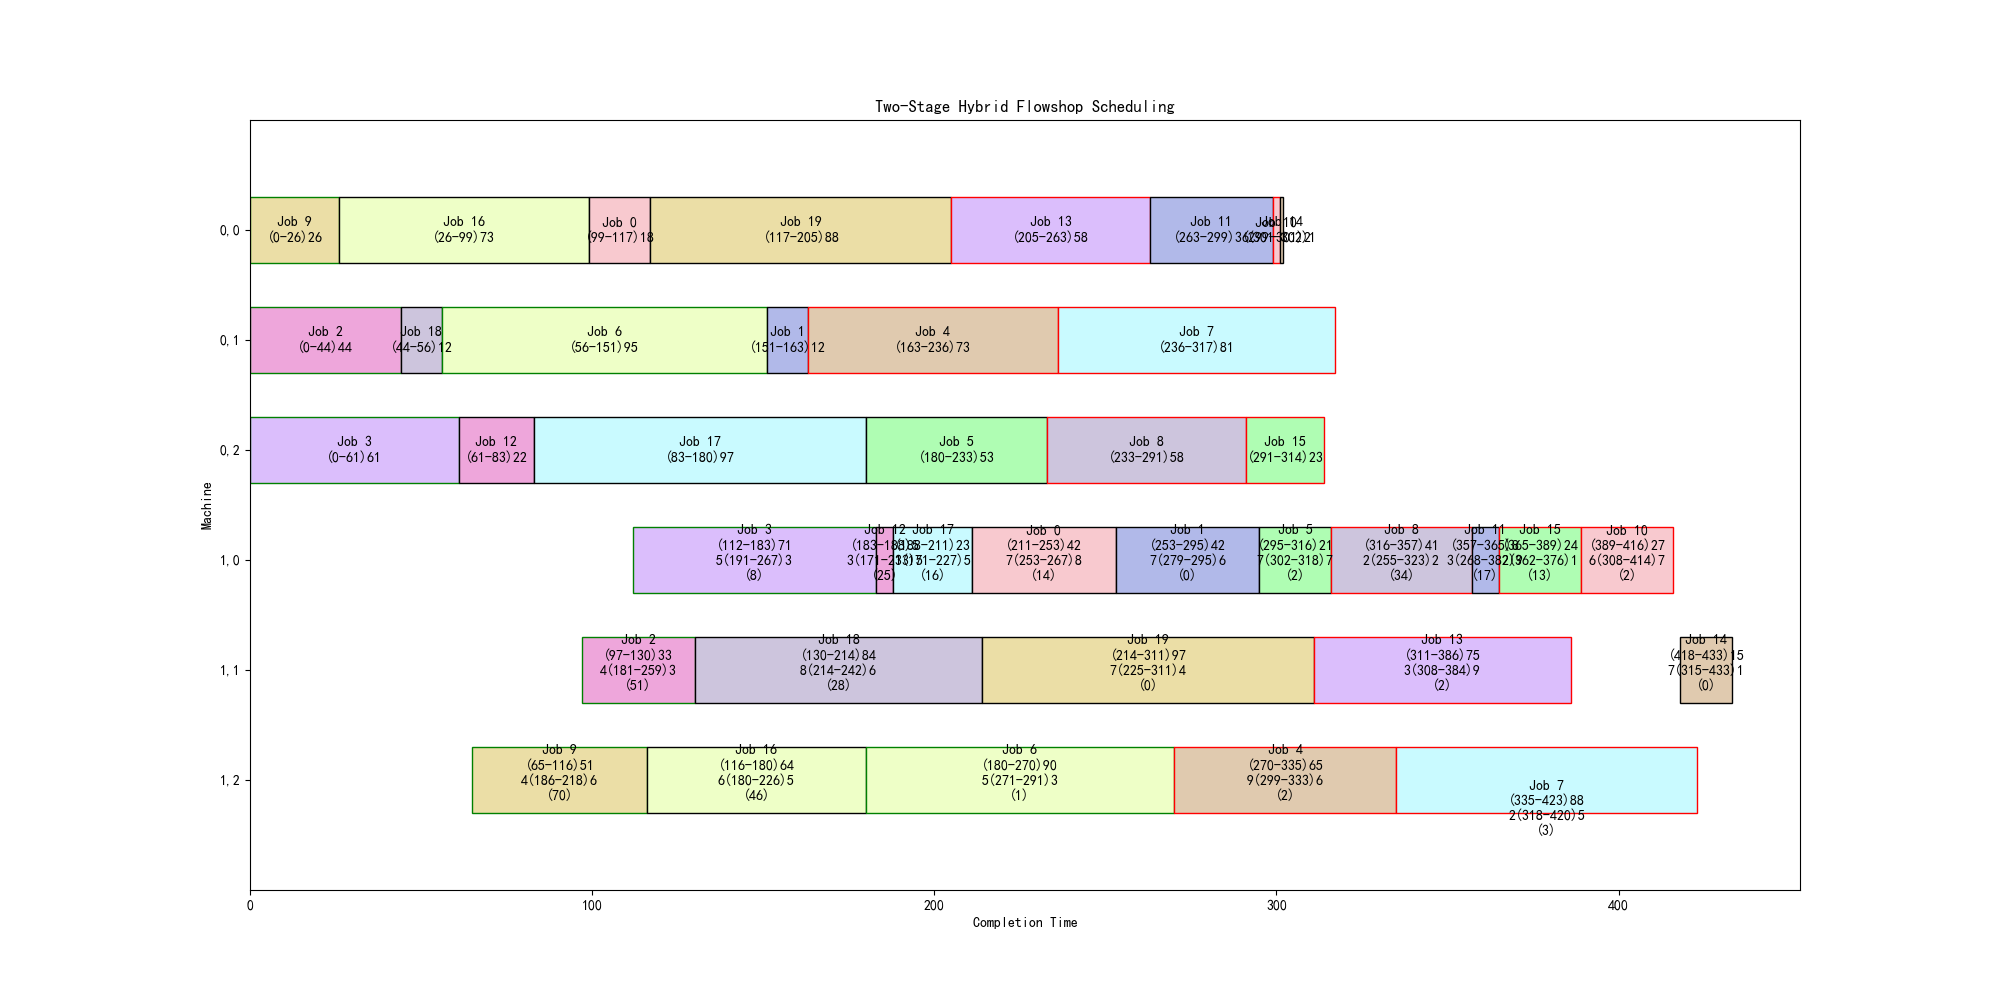 Two-Stage Hybrid Flowshop Scheduling
0,0
Job 9
(0-26)26
Job 16
(26-99)73
Job 0
(99-117)18
Job 19
(117-205)88
Job 13
(205-263)58
Job 11
(263-299)36
Job 14
0,1
Job 2
(0-44)44
Job 18
(44-56)12
Job 6
(56-151)95
Job 1
(151-163)12
Job 4
(163-236)73
Job 7
(236-317)81
0,2
Job 3
(0-61)61
Job 12
(61-83)22
Job 17
(83-180)97
Job 5
(180-233)53
Job 8
(233-291)58
Job 15
(291-314)23
Machine
1,0
Job 3
(112-183)71
5(191-267)3
(8)
Job 12
(25)
Job 17
(16)
Job 0
(211-253)42
7(253-267)8
(14)
Job 1
(253-295)42
7(279-295)6
(0)
Job 5
(295-316)21
7(302-318)7
(2)
Job 8
(316-357)41
2(255-323)2
(34)
Job 11
(17)
Job 15
(13)
Job 10
(389-416)27
6(308-414)7
(2)
1,1
Job 2
(97-130)33
4(181-259)3
(51)
Job 18
(130-214)84
8(214-242)6
(28)
Job 19
(214-311)97
7(225-311)4
(0)
Job 13
(311-386)75
3(308-384)9
(2)
Job 14
(418-433)15
7(315-433)1
(0)
1,2
Job 9
(65-116)51
4(186-218)6
(70)
Job 16
(116-180)64
6(180-226)5
(46)
Job 6
(180-270)90
5(271-291)3
(1)
Job 4
(270-335)65
9(299-333)6
(2)
Job 7
(335-423)88
2(318-420)5
(3)
0
100
200
300
400
Completion Time